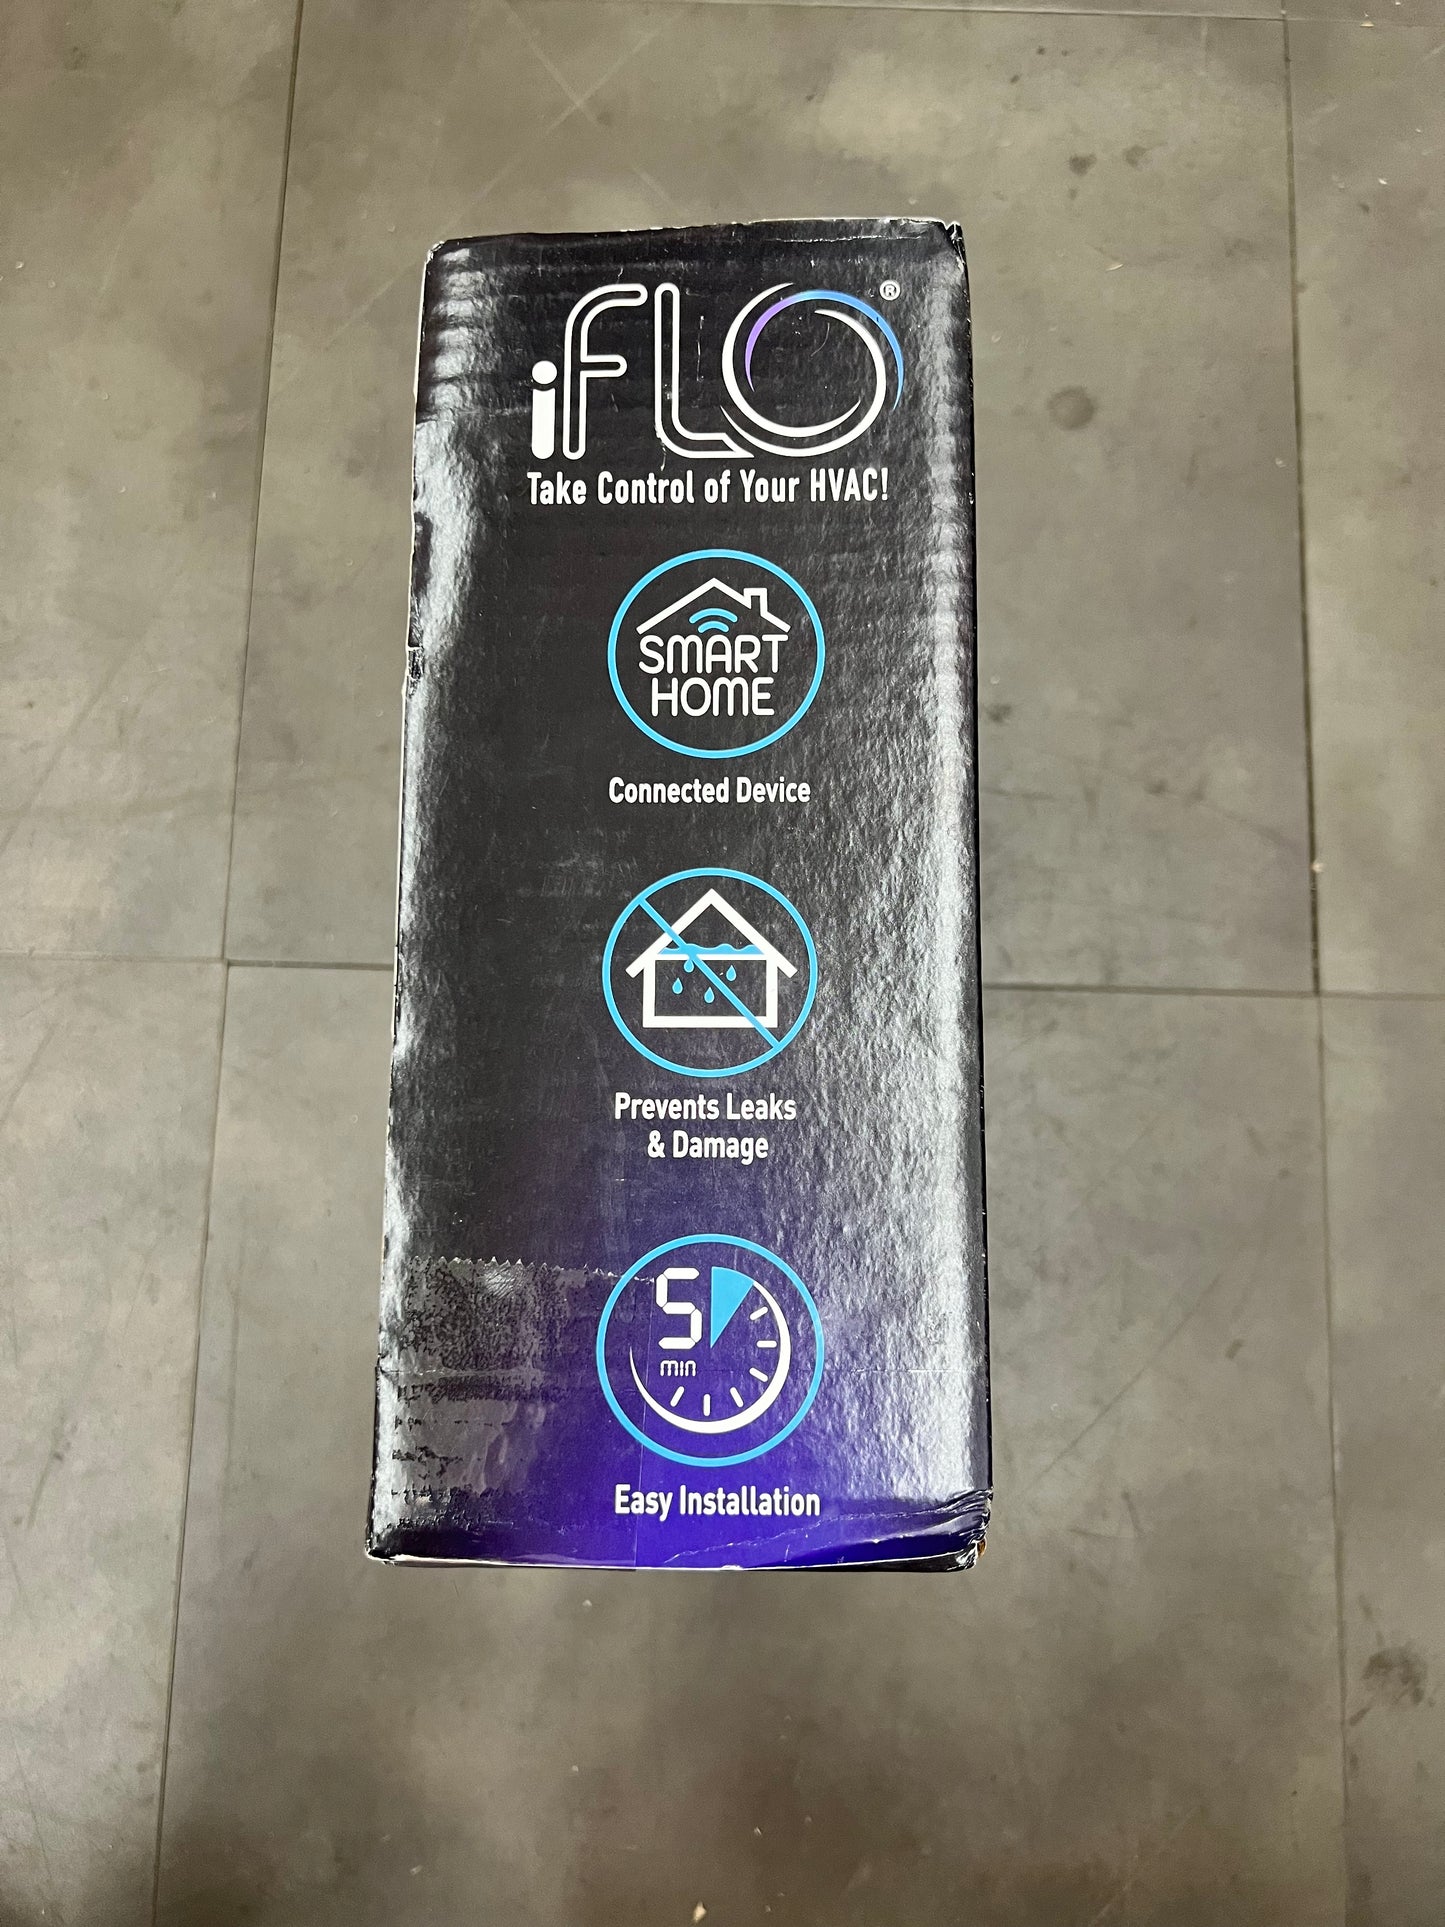 iFLO®
Take Control of Your HVAC!
SMART
HOME
Connected Device
Prevents Leaks
& Damage
5
min
Easy Installation